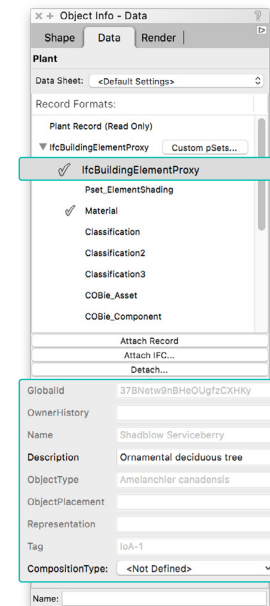 × + Object Info - Data ?
Shape Data Render
Plant
Data Sheet: <Default Settings>
Record Formats:
Plant Record (Read Only)
IfcBuildingElementProxy Custom pSets...
IfcBuildingElementProxy
Pset_ElementShading
Material
Classification
Classification2
Classification3
COBie_Asset
COBie_Component
Attach Record
Attach IFC...
Detach...
GlobalId 37BNetw9nBHeOUgfzCXHKy
OwnerHistory
Name Shadblow Serviceberry
Description Ornamental deciduous tree
ObjectType Amelanchier canadensis
ObjectPlacement
Representation
Tag IoA-1
CompositionType: <Not Defined>
Name: